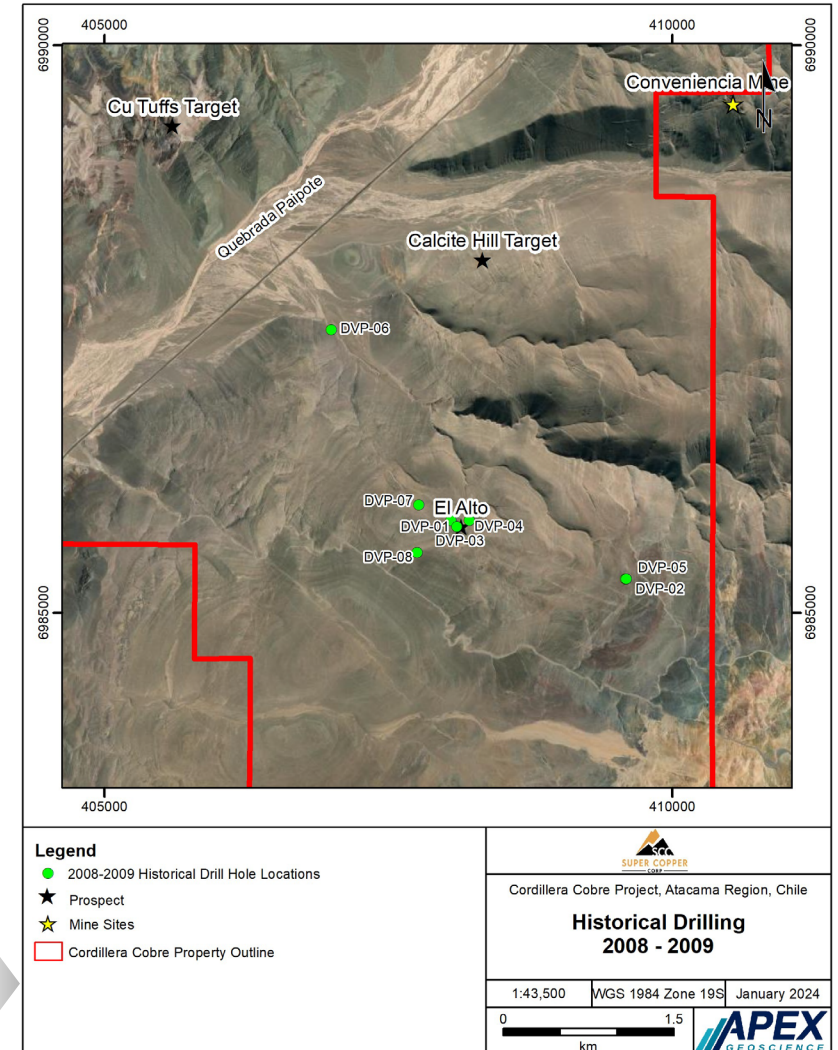 405000
410000
6990000
6990000
Conveniencia Mine
Cu Tuffs Target
N
Quebrada Paipote
Calcite Hill Target
DVP-06
DVP-07
El Alto
DVP-01
DVP-04
DVP-03
DVP-08
DVP-05
DVP-02
6985000
6985000
405000
410000
Legend
2008-2009 Historical Drill Hole Locations
Prospect
Mine Sites
Cordillera Cobre Property Outline
SCC
SUPER COPPER
CORP
Cordillera Cobre Project, Atacama Region, Chile
Historical Drilling
2008 - 2009
1:43,500
WGS 1984 Zone 19S
January 2024
0
1.5
km
APEX
GEOSCIENCE